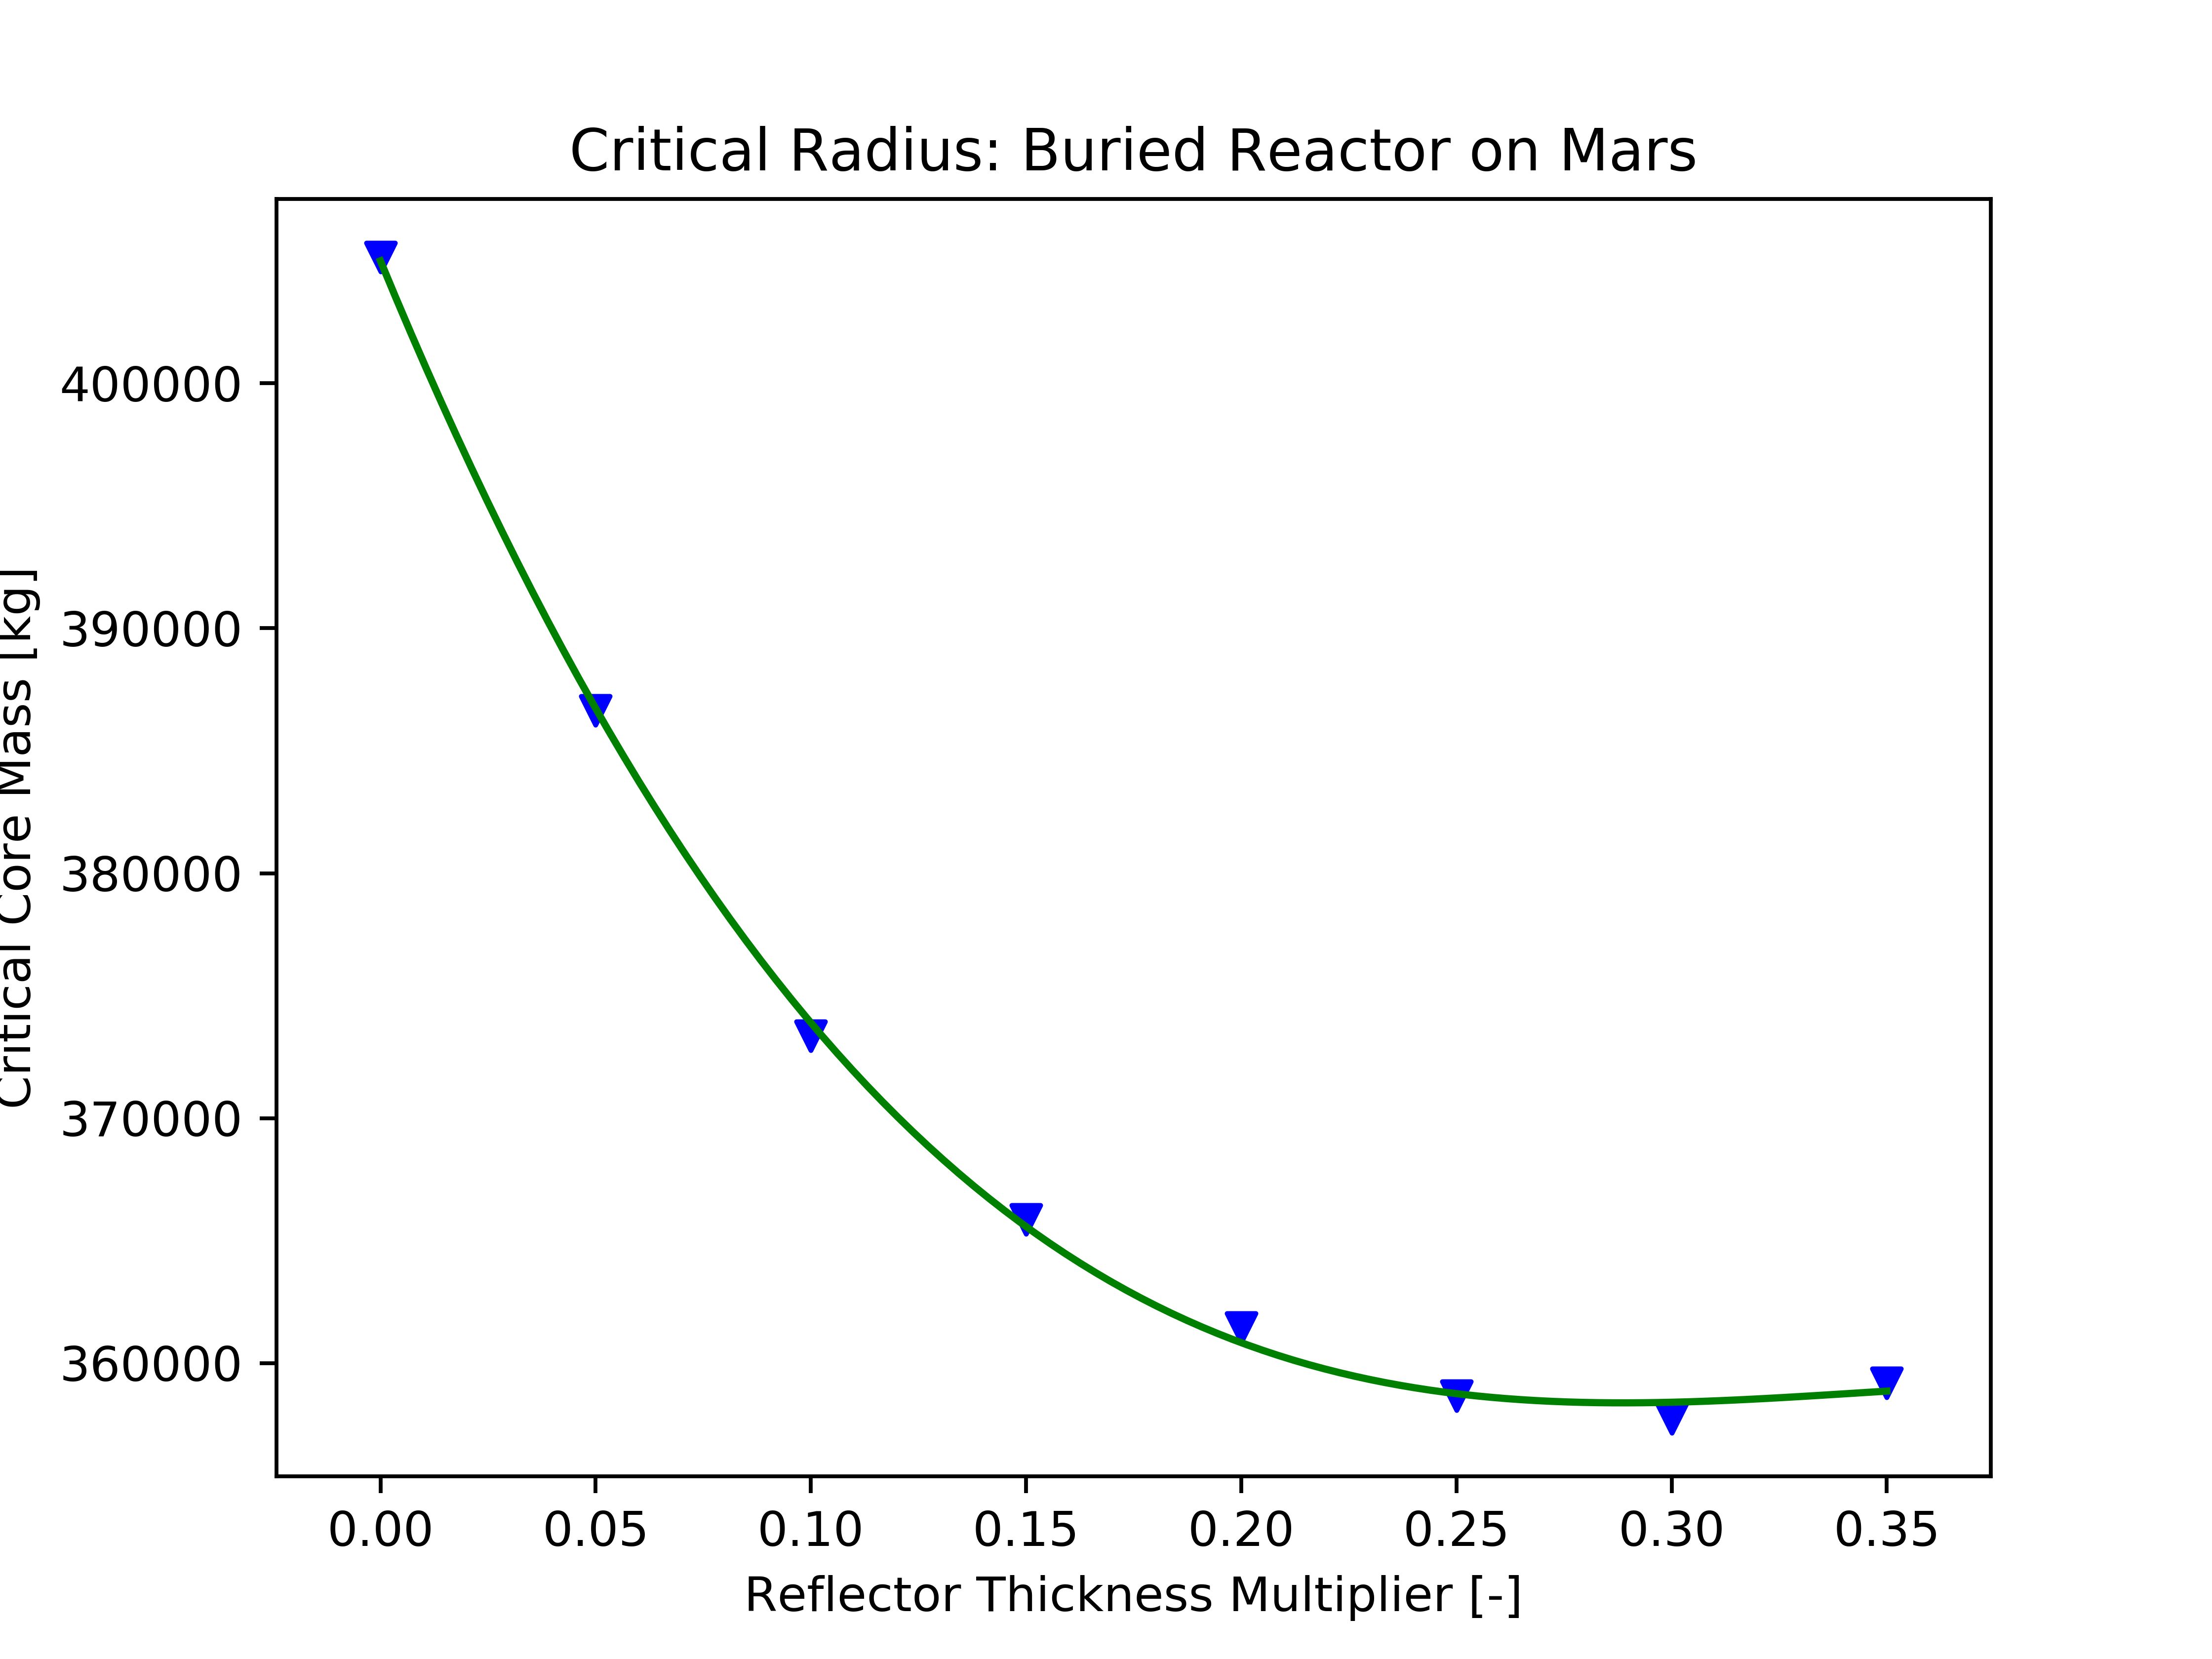 Critical Radius: Buried Reactor on Mars
Critical Core Mass [kg]
400000
390000
380000
370000
360000
0.00 0.05 0.10 0.15 0.20 0.25 0.30 0.35
Reflector Thickness Multiplier [-]